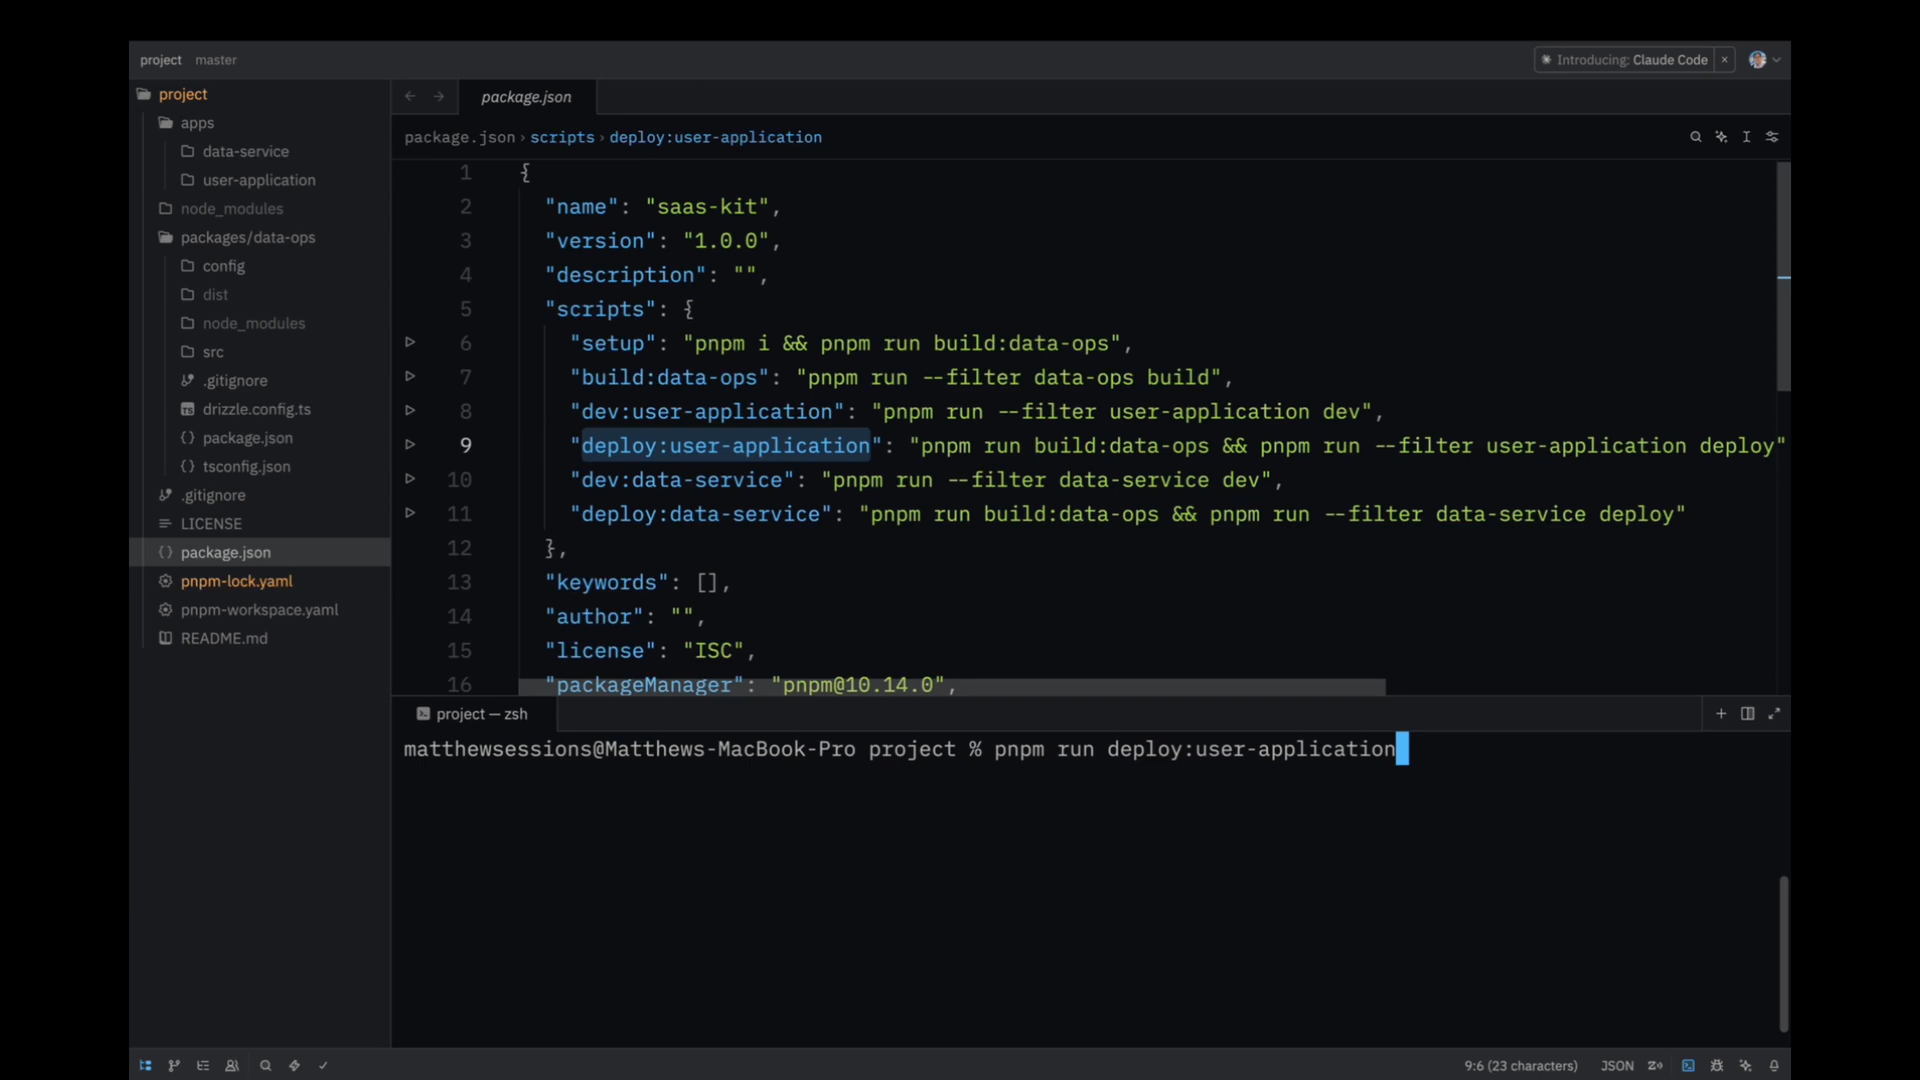 project master
Introducing: Claude Code
project
apps
data-service
user-application
node_modules
packages/data-ops
config
dist
node_modules
src
.gitignore
drizzle.config.ts
package.json
tsconfig.json
.gitignore
LICENSE
package.json
pnpm-lock.yaml
pnpm-workspace.yaml
README.md
package.json
package.json › scripts › deploy:user-application
1 {
2 "name": "saas-kit",
3 "version": "1.0.0",
4 "description": "",
5 "scripts": {
6 "setup": "pnpm i && pnpm run build:data-ops",
7 "build:data-ops": "pnpm run --filter data-ops build",
8 "dev:user-application": "pnpm run --filter user-application dev",
9 "deploy:user-application": "pnpm run build:data-ops && pnpm run --filter user-application deploy"
10 "dev:data-service": "pnpm run --filter data-service dev",
11 "deploy:data-service": "pnpm run build:data-ops && pnpm run --filter data-service deploy"
12 },
13 "keywords": [],
14 "author": "",
15 "license": "ISC",
16 "packageManager": "pnpm@10.14.0",
project — zsh
matthewsessions@Matthews-MacBook-Pro project % pnpm run deploy:user-application
9:6 (23 characters) JSON